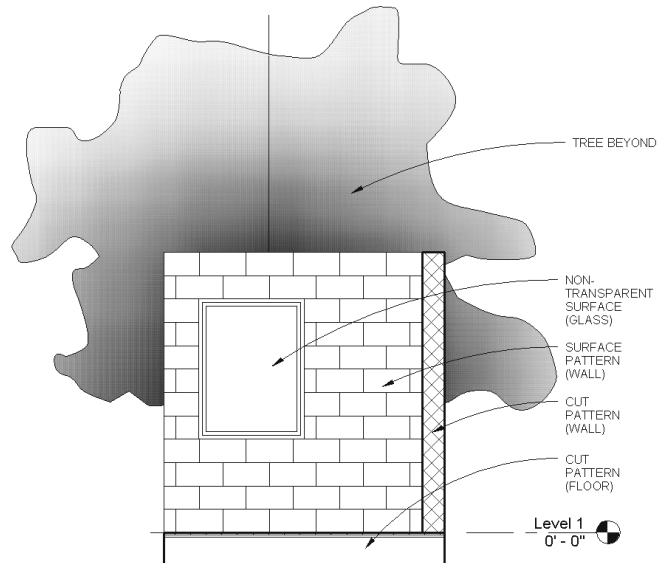 TREE BEYOND
NON-
TRANSPARENT
SURFACE
(GLASS)
SURFACE
PATTERN
(WALL)
CUT
PATTERN
(WALL)
CUT
PATTERN
(FLOOR)
Level 1
0' - 0"